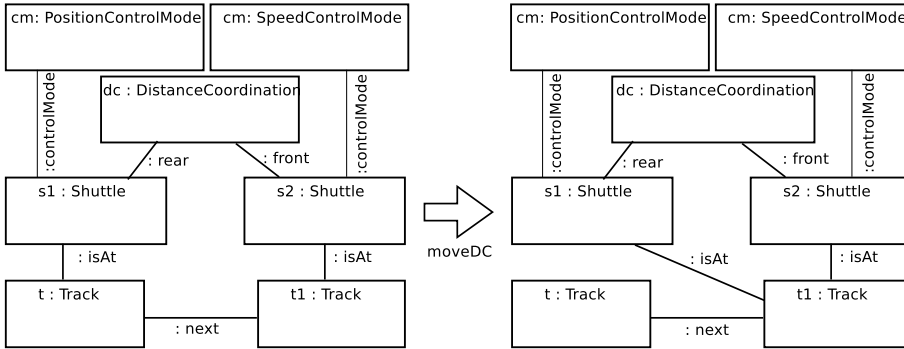 cm: PositionControlMode
cm: SpeedControlMode
dc : DistanceCoordination
:controlMode
:controlMode
: rear
: front
s1 : Shuttle
s2 : Shuttle
: isAt
: isAt
t : Track
t1 : Track
: next
moveDC
cm: PositionControlMode
cm: SpeedControlMode
dc : DistanceCoordination
:controlMode
:controlMode
: rear
: front
s1 : Shuttle
s2 : Shuttle
: isAt
: isAt
t : Track
t1 : Track
: next